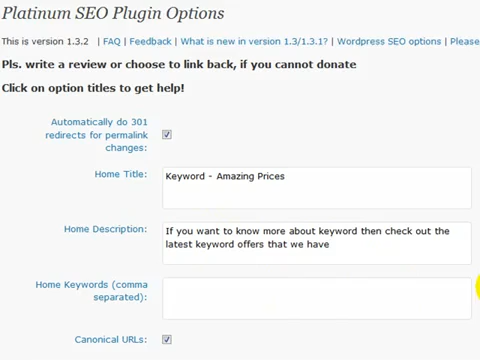 Platinum SEO Plugin Options
This is version 1.3.2 | FAQ | Feedback | What is new in version 1.3/1.3.1? | Wordpress SEO options | Please
Pls. write a review or choose to link back, if you cannot donate
Click on option titles to get help!
Automatically do 301
redirects for permalink
changes:
Home Title:
Keyword - Amazing Prices
Home Description:
If you want to know more about keyword then check out the
latest keyword offers that we have
Home Keywords (comma
separated):
Canonical URLs: